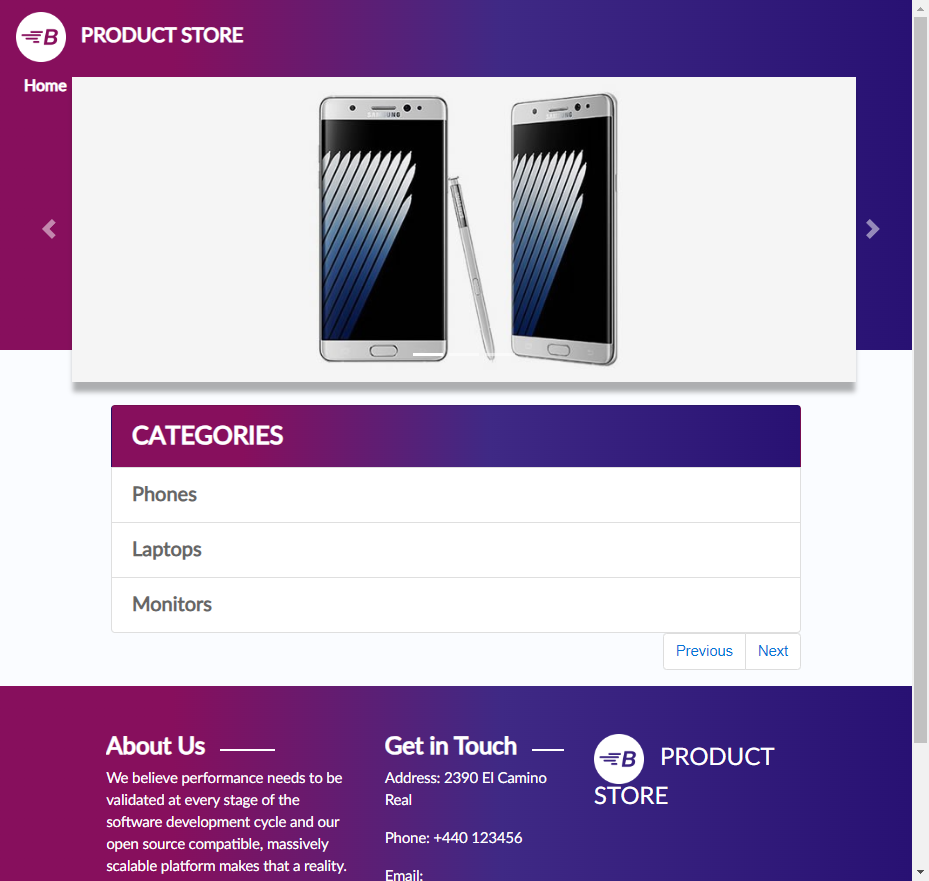 B PRODUCT STORE
Home
SAMSUNG
SAMSUNG
CATEGORIES
Phones
Laptops
Monitors
Previous Next
About Us
We believe performance needs to be
validated at every stage of the
software development cycle and our
open source compatible, massively
scalable platform makes that a reality.
Get in Touch
Address: 2390 El Camino
Real
Phone: +440 123456
Email:
B PRODUCT
STORE